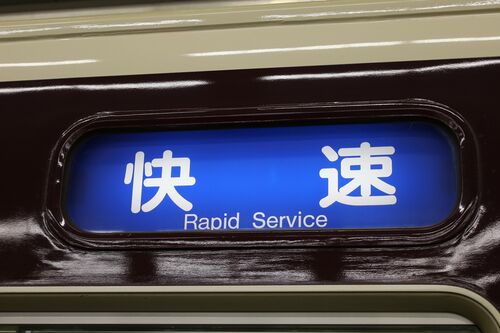 快速
Rapid Service